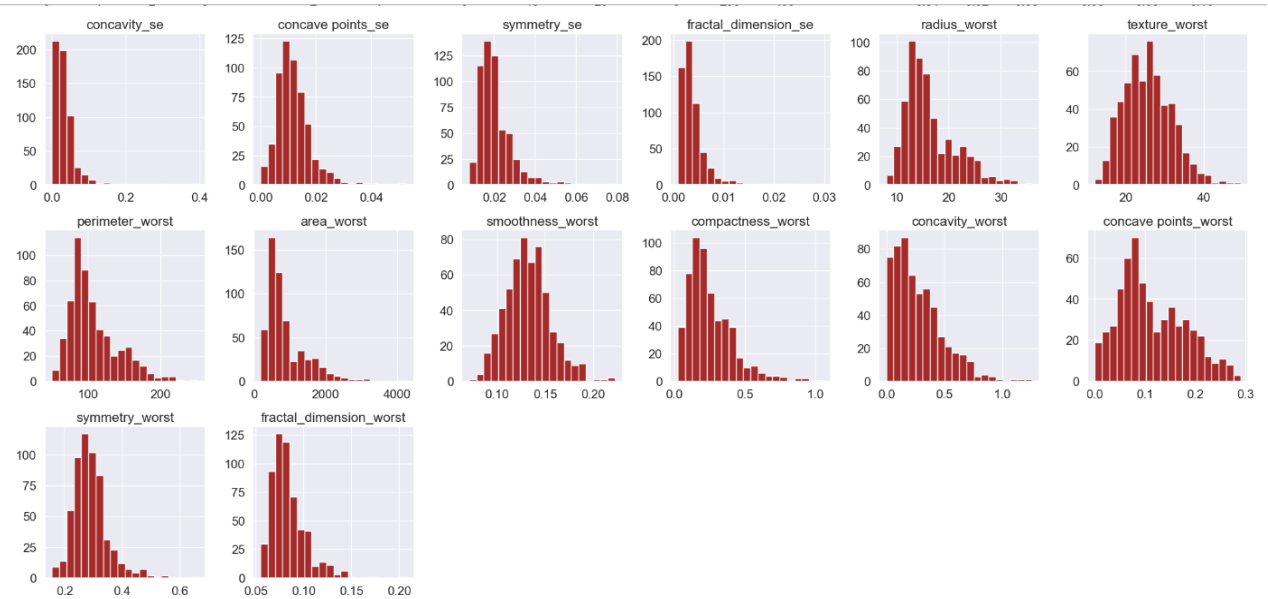 concavity_se concave points_se symmetry_se fractal_dimension_se radius_worst texture_worst
200 150 100 50 0 0.0 0.2 0.4
125 100 75 50 25 0 0.00 0.02 0.04
125 100 75 50 25 0 0.02 0.04 0.06 0.08
200 150 100 50 0 0.00 0.01 0.02 0.03
100 80 60 40 20 0 10 20 30
60 40 20 0 20 40
perimeter_worst area_worst smoothness_worst compactness_worst concavity_worst concave points_worst
100 80 60 40 20 0 100 200
150 100 50 0 0 2000 4000
80 60 40 20 0 0.10 0.15 0.20
100 80 60 40 20 0 0.0 0.5 1.0
80 60 40 20 0 0.0 0.5 1.0
60 40 20 0 0.0 0.1 0.2 0.3
symmetry_worst fractal_dimension_worst
100 75 50 25 0 0.2 0.4 0.6
125 100 75 50 25 0 0.05 0.10 0.15 0.20